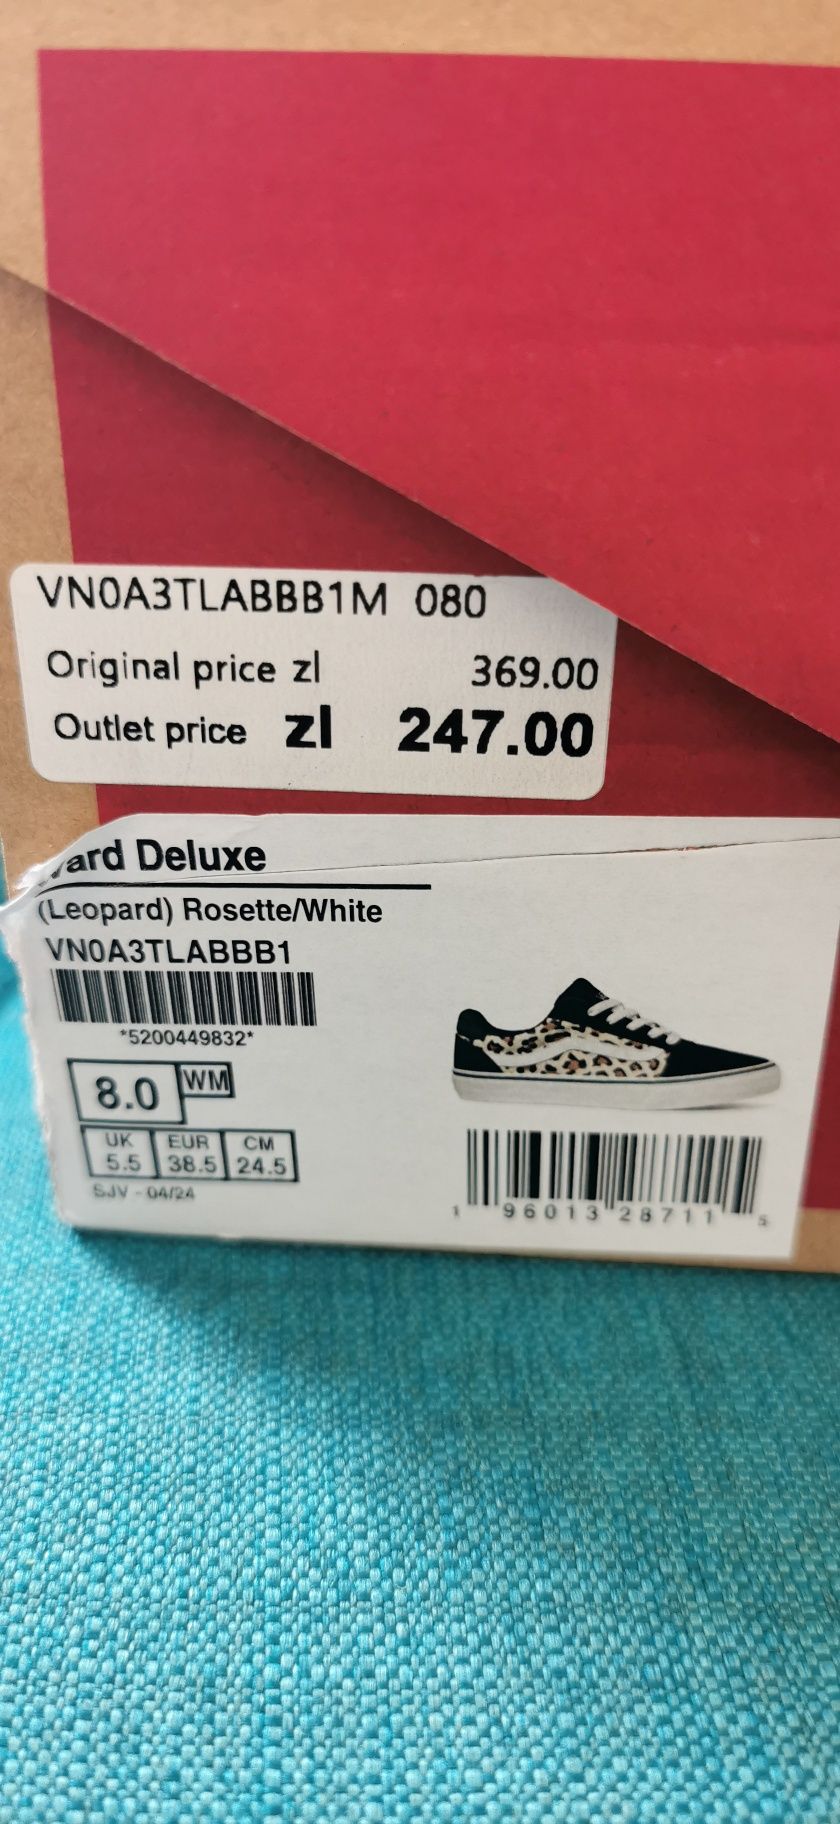 VN0A3TLABBB1M 080
Original price zl 369.00
Outlet price zl 247.00
ard Deluxe
(Leopard) Rosette/White
VN0A3TLABBB1
*5200449832*
8.0 WM
UK EUR CM
5.5 38.5 24.5
SJV - 04/24
1 96013 28711 5